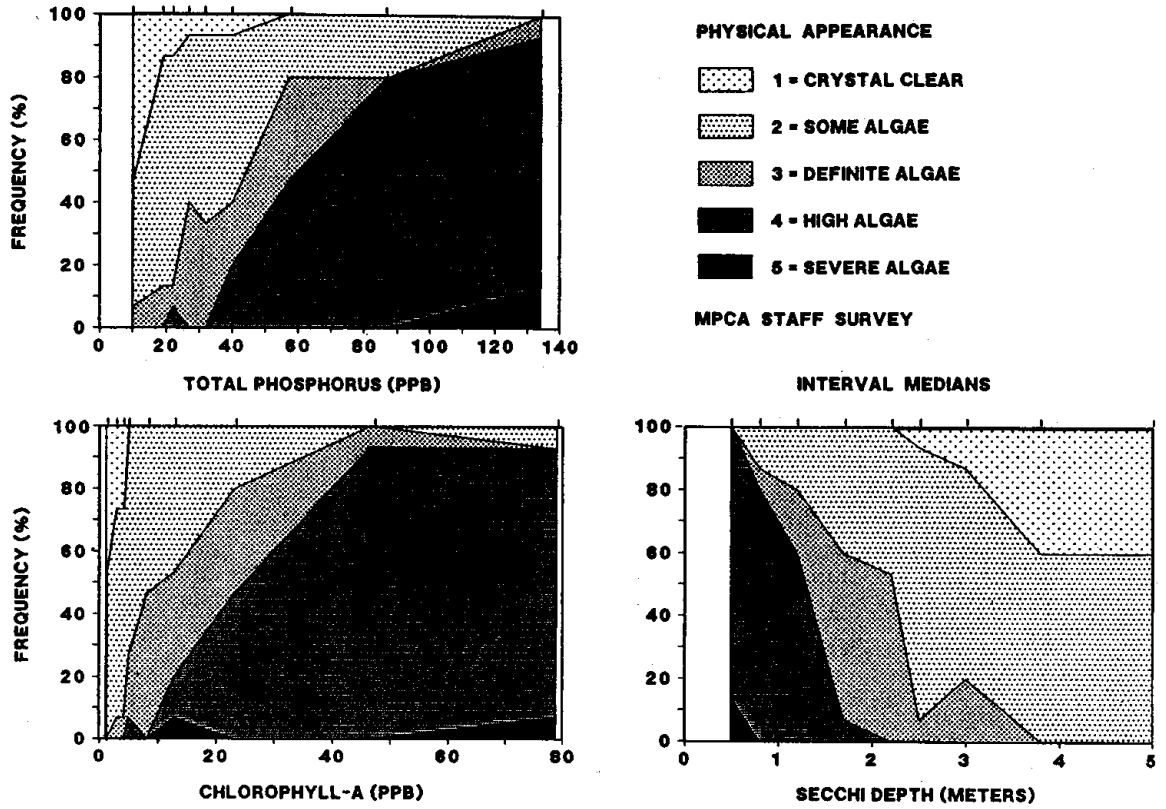 100
80
60
40
20
0
FREQUENCY (%)
0 20 40 60 80 100 120 140
TOTAL PHOSPHORUS (PPB)
PHYSICAL APPEARANCE
1 = CRYSTAL CLEAR
2 = SOME ALGAE
3 = DEFINITE ALGAE
4 = HIGH ALGAE
5 = SEVERE ALGAE
MPCA STAFF SURVEY
INTERVAL MEDIANS
100
80
60
40
20
0
FREQUENCY (%)
0 20 40 60 80
CHLOROPHYLL-A (PPB)
100
80
60
40
20
0
0 1 2 3 4 5
SECCHI DEPTH (METERS)